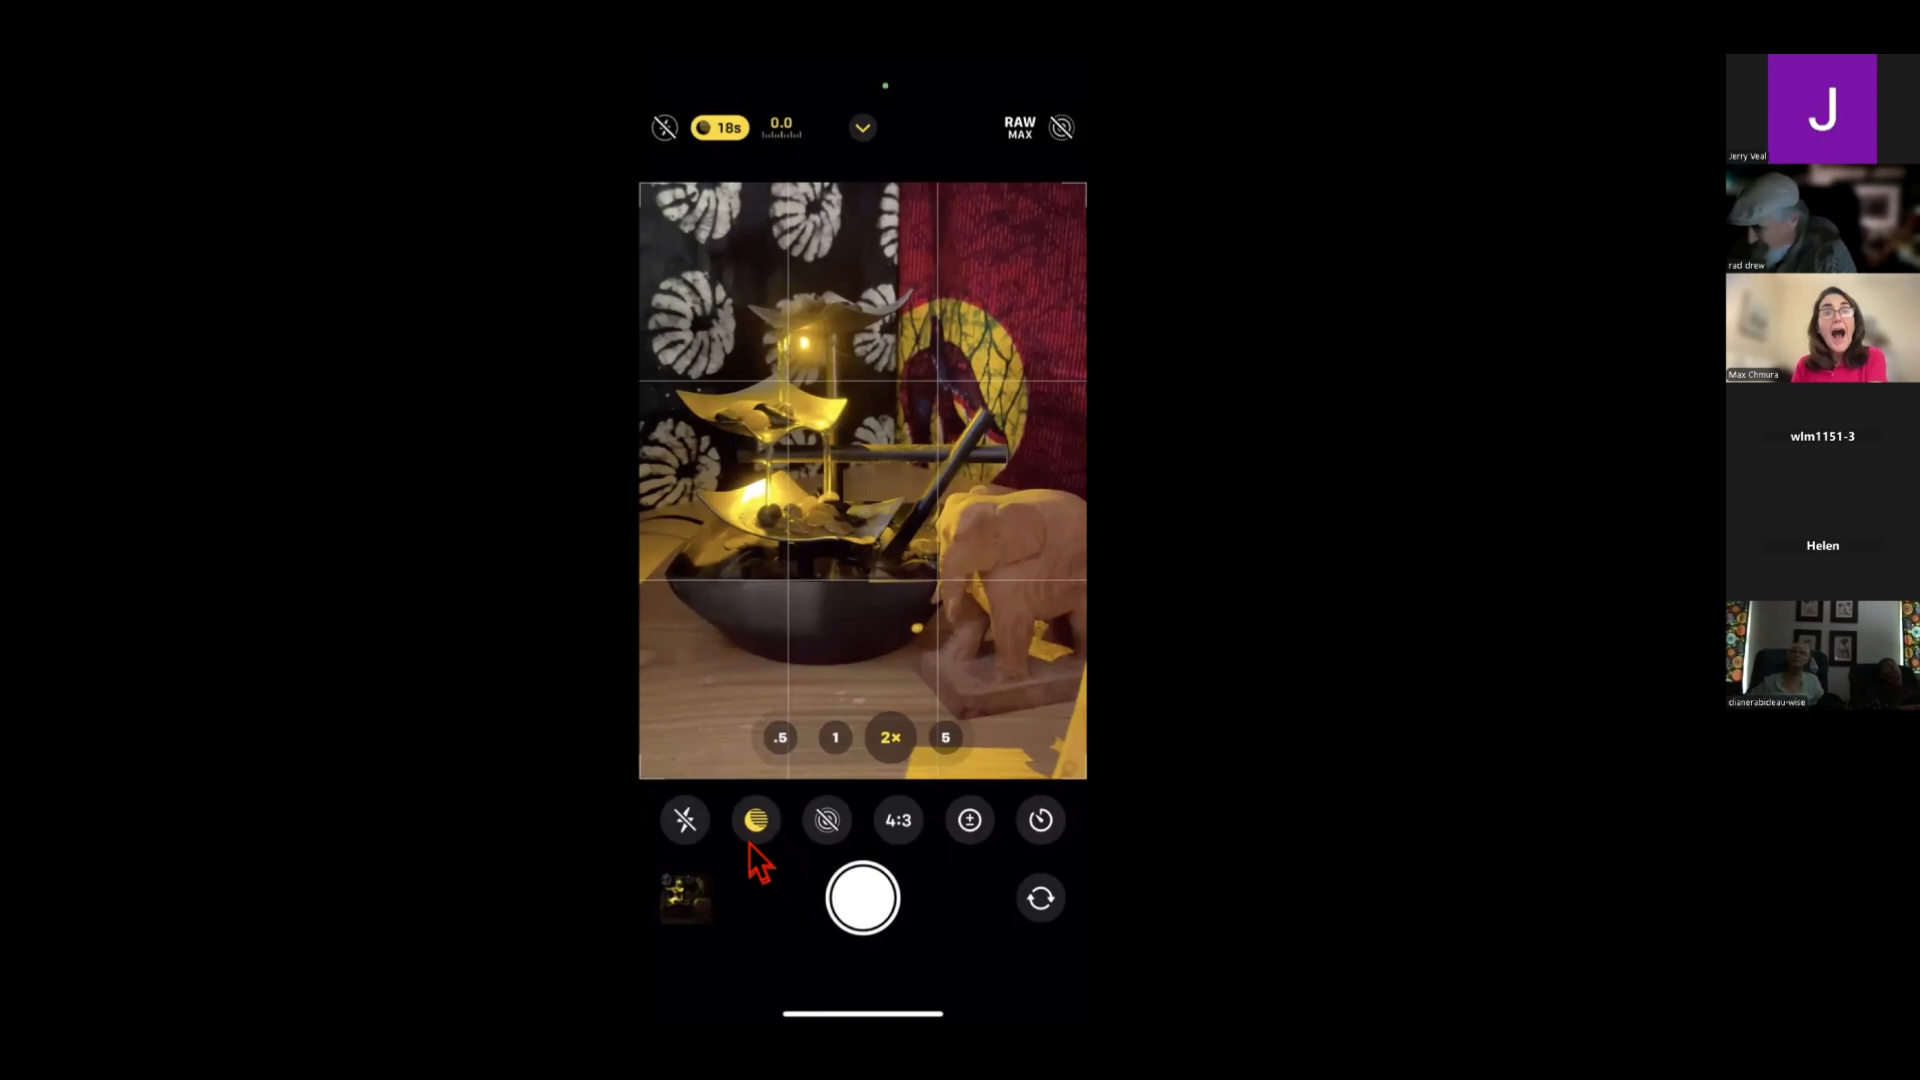 18s
0.0
RAW
MAX
.5 1 2× 5
4:3
J
Jerry Veal
rad drew
Max Chmura
wlm1151-3
Helen
dianerabideau-wise